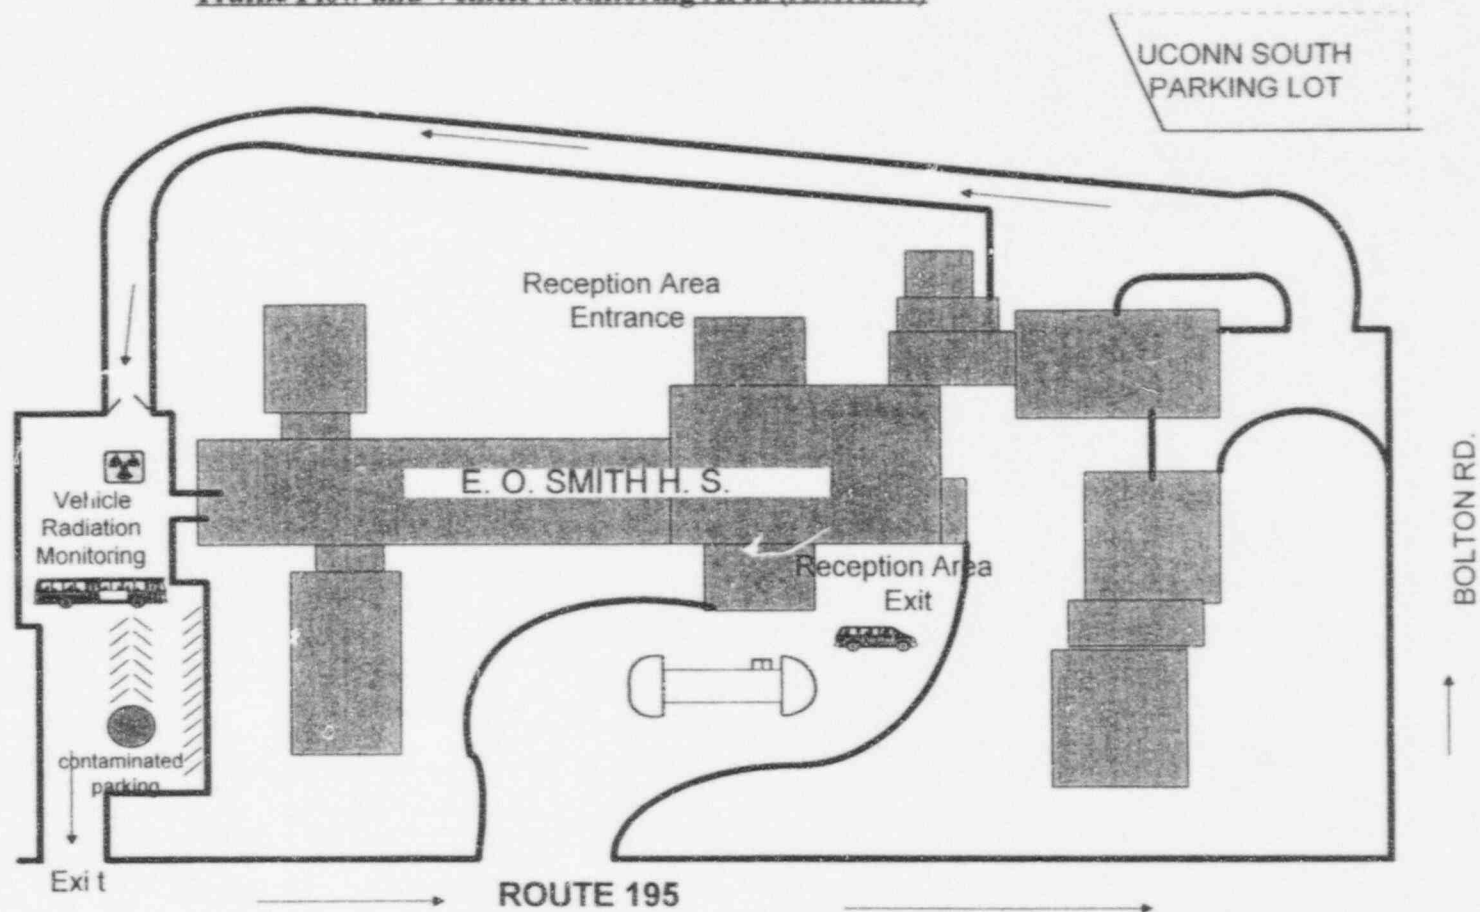 UCONN SOUTH
PARKING LOT
Reception Area
Entrance
E. O. SMITH H. S.
Vehicle
Radiation
Monitoring
Reception Area
Exit
BOLTON RD.
contaminated
parking
Exi t
ROUTE 195